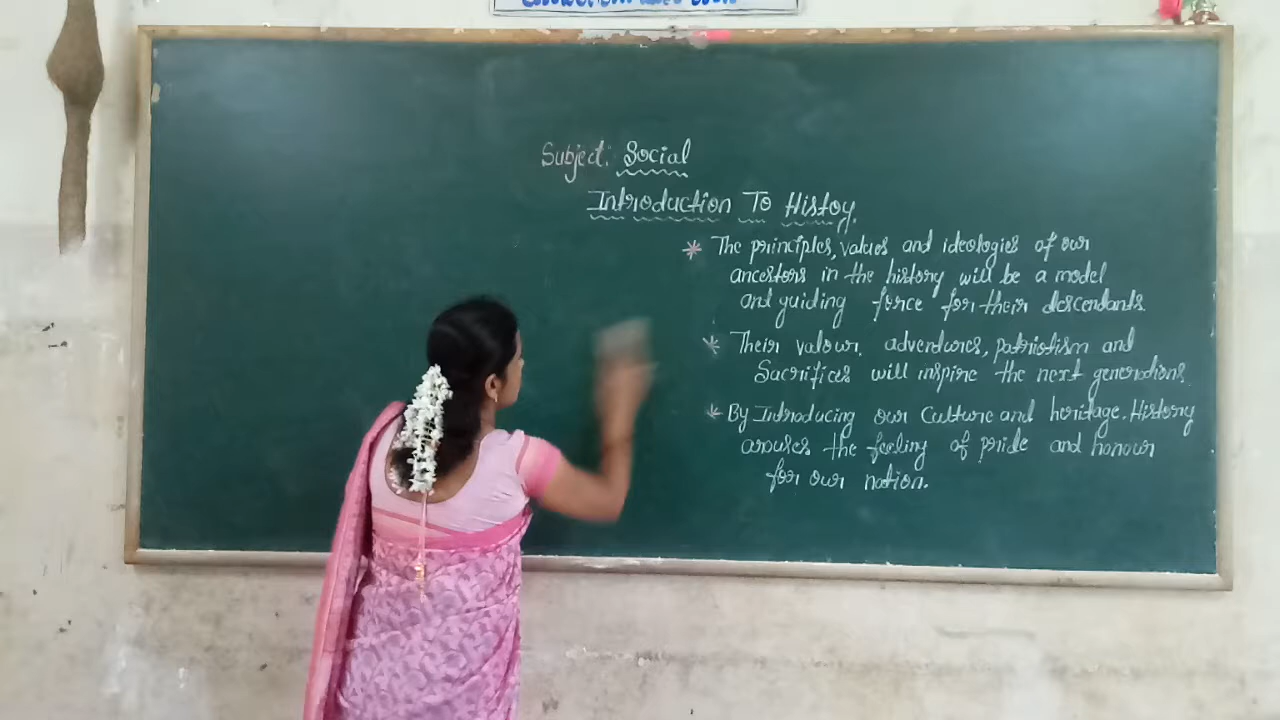 Subject: Social
Introduction To Histoy.
* The principles, values and ideologies of our
ancestors in the history will be a model
and guiding force for their descendants.
* Their valour, adventures, patriotism and
Sacrifices will inspire the next generations.
* By Introducing our Culture and heritage. History
arouses the feeling of pride and honour
for our nation.